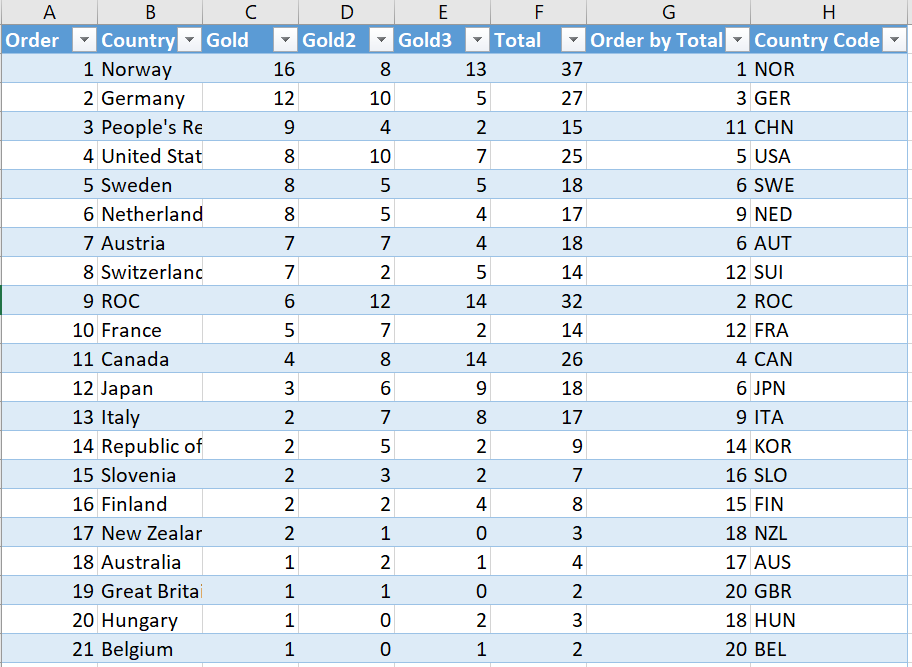 A B C D E F G H
Order Country Gold Gold2 Gold3 Total Order by Total Country Code
1 Norway 16 8 13 37 1 NOR
2 Germany 12 10 5 27 3 GER
3 People's Re 9 4 2 15 11 CHN
4 United Stat 8 10 7 25 5 USA
5 Sweden 8 5 5 18 6 SWE
6 Netherland 8 5 4 17 9 NED
7 Austria 7 7 4 18 6 AUT
8 Switzerland 7 2 5 14 12 SUI
9 ROC 6 12 14 32 2 ROC
10 France 5 7 2 14 12 FRA
11 Canada 4 8 14 26 4 CAN
12 Japan 3 6 9 18 6 JPN
13 Italy 2 7 8 17 9 ITA
14 Republic of 2 5 2 9 14 KOR
15 Slovenia 2 3 2 7 16 SLO
16 Finland 2 2 4 8 15 FIN
17 New Zealar 2 1 0 3 18 NZL
18 Australia 1 2 1 4 17 AUS
19 Great Britai 1 1 0 2 20 GBR
20 Hungary 1 0 2 3 18 HUN
21 Belgium 1 0 1 2 20 BEL